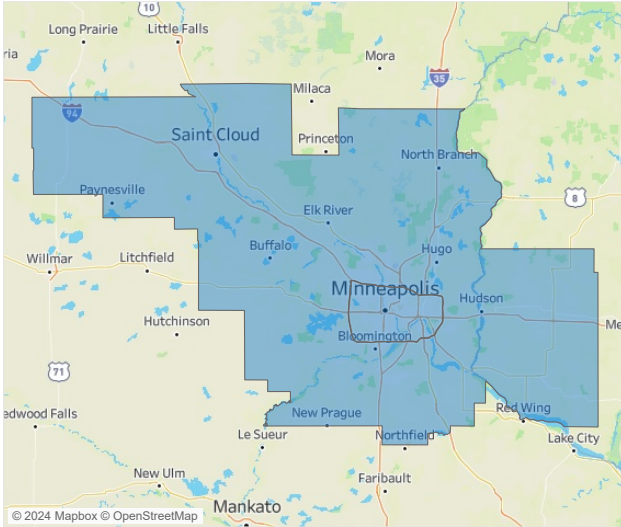 10
Long Prairie
Little Falls
ria
Mora
35
Milaca
94
Saint Cloud
Princeton
North Branch
Paynesville
8
Elk River
Buffalo
Hugo
Willmar
Litchfield
Minneapolis
Hudson
Hutchinson
Me
Bloomington
71
edwood Falls
New Prague
Red Wing
Le Sueur
Northfield
Lake City
New Ulm
Faribault
Mankato
© 2024 Mapbox © OpenStreetMap